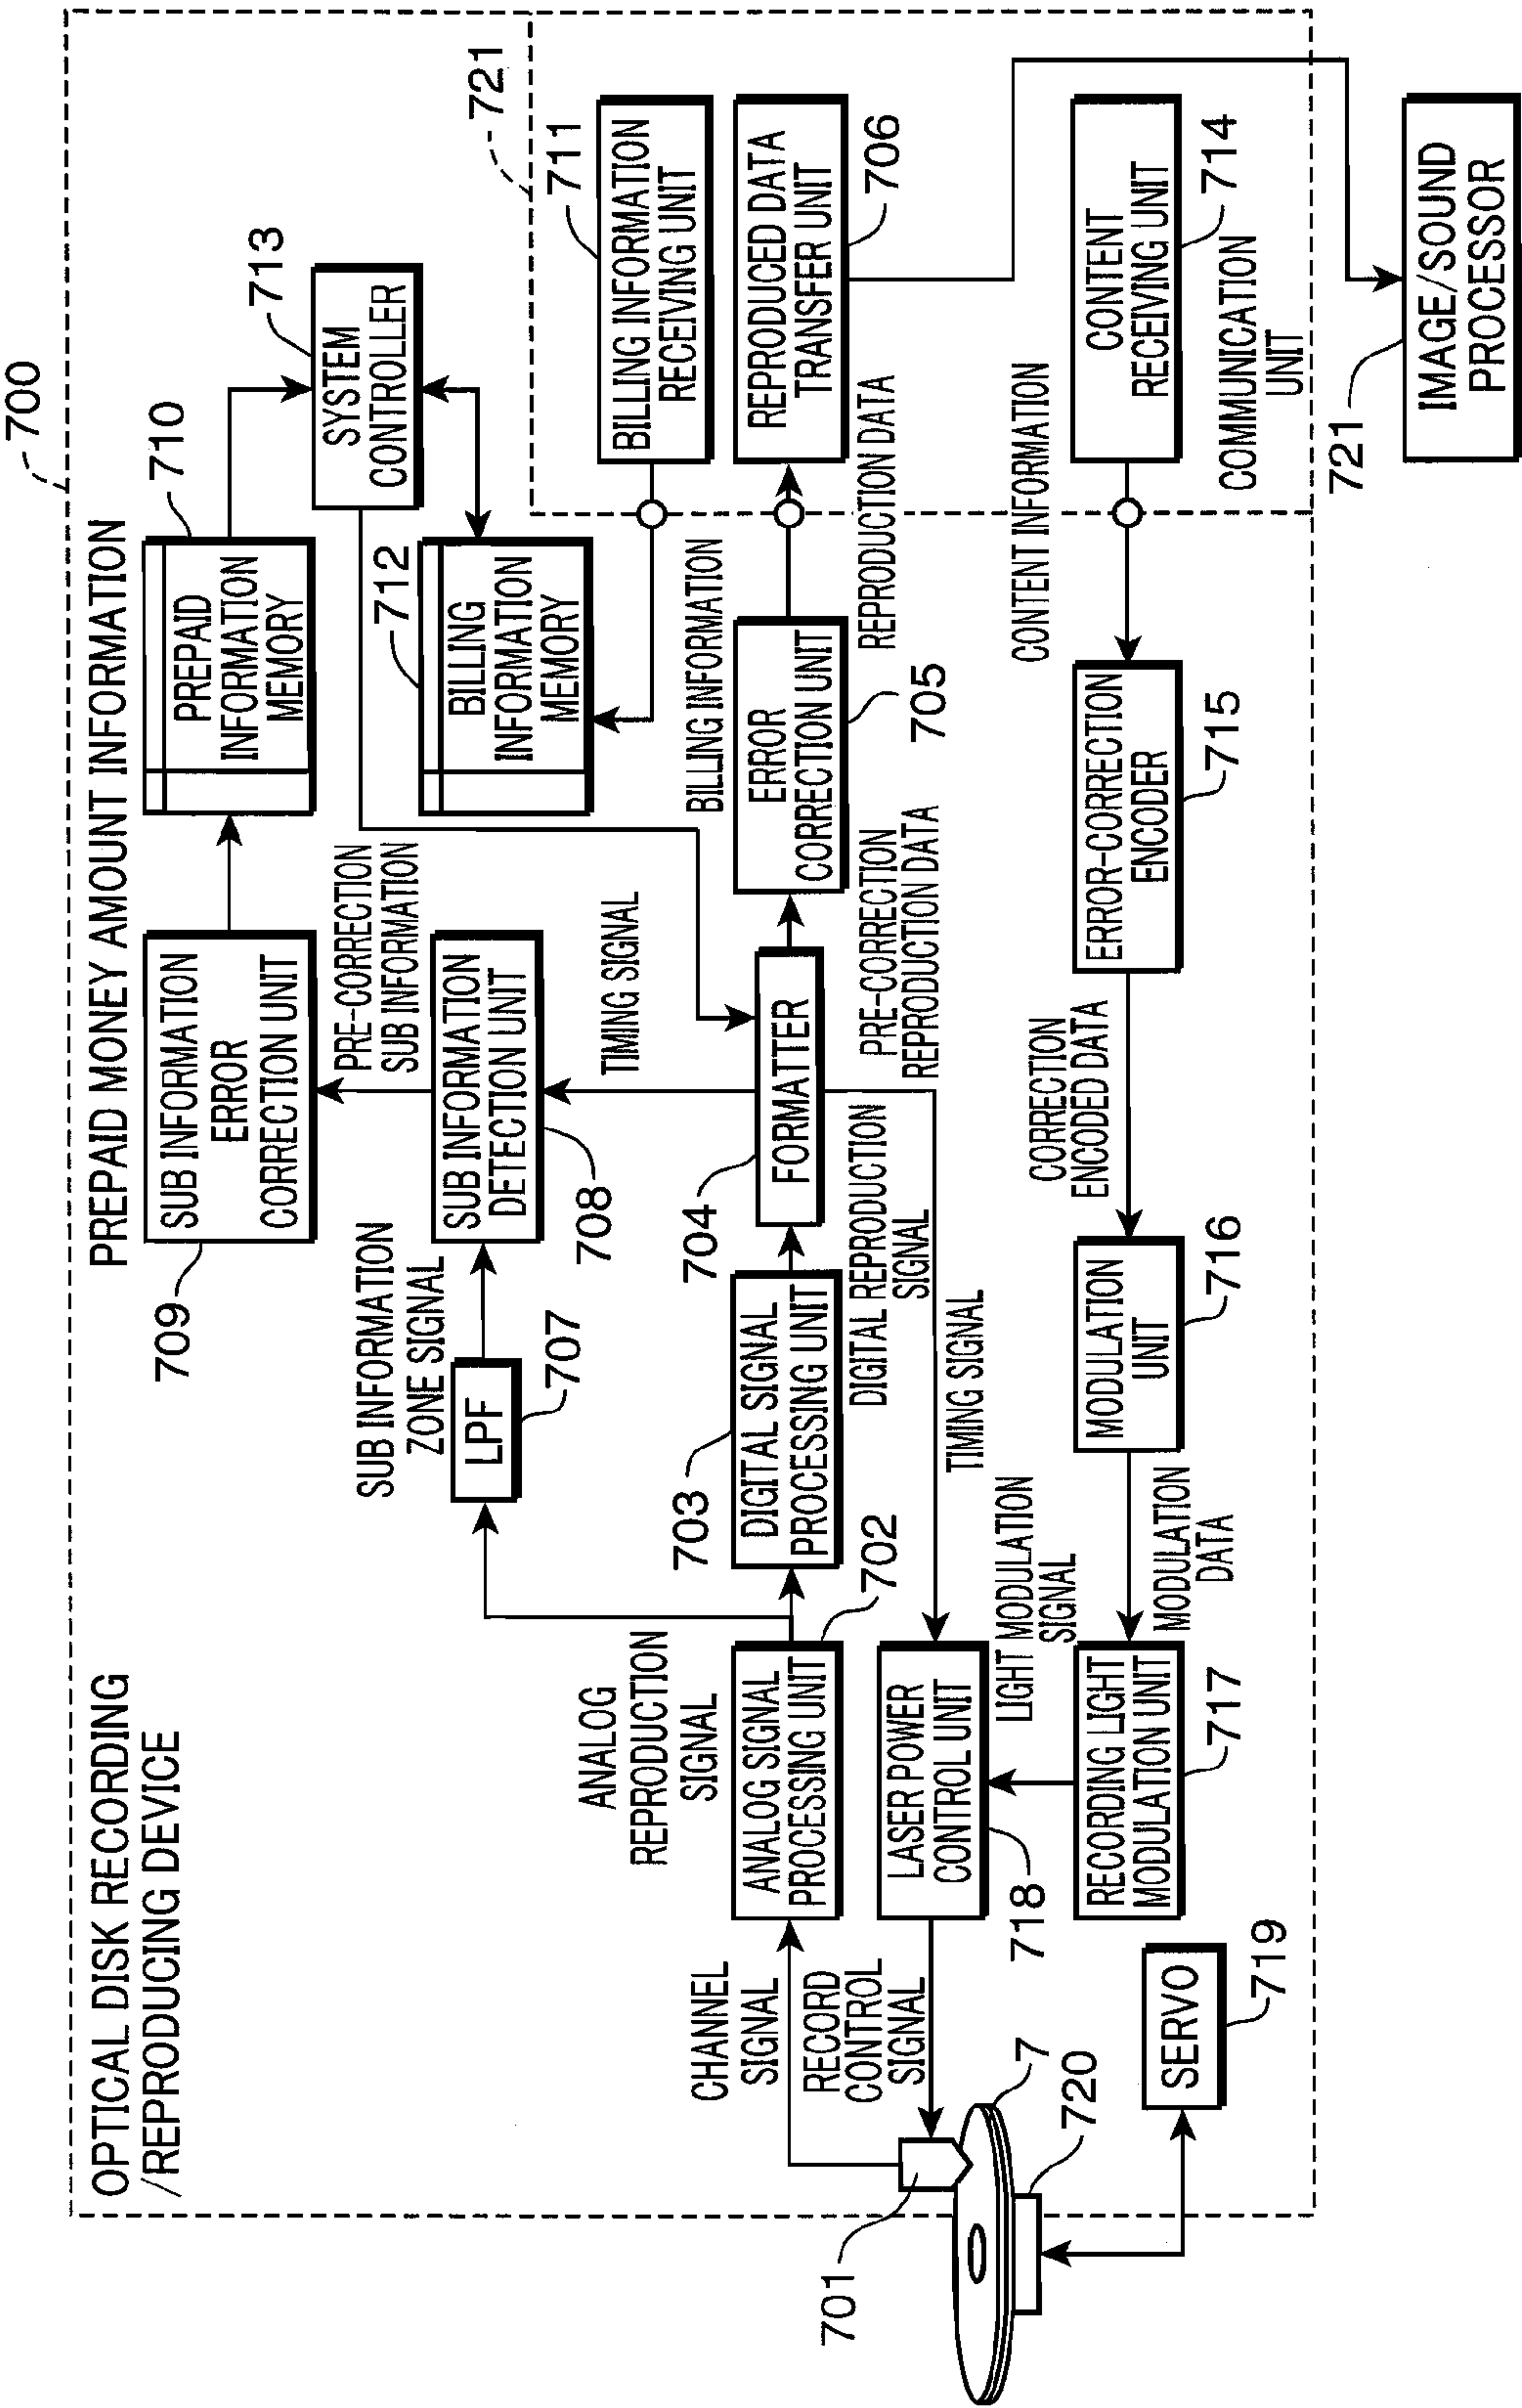 700
OPTICAL DISK RECORDING
/REPRODUCING DEVICE
PREPAID MONEY AMOUNT INFORMATION
709
SUB INFORMATION
ERROR
CORRECTION UNIT
710
PREPAID
INFORMATION
MEMORY
713
SYSTEM
CONTROLLER
PRE-CORRECTION
SUB INFORMATION
712
BILLING
INFORMATION
MEMORY
721
SUB INFORMATION
ZONE SIGNAL
LPF
707
SUB INFORMATION
DETECTION UNIT
708
TIMING SIGNAL
711
BILLING INFORMATION
RECEIVING UNIT
BILLING INFORMATION
ANALOG
REPRODUCTION
SIGNAL
CHANNEL
SIGNAL
ANALOG SIGNAL
PROCESSING UNIT
702
703
DIGITAL SIGNAL
PROCESSING UNIT
704
FORMATTER
ERROR
CORRECTION UNIT
705
REPRODUCED DATA
TRANSFER UNIT
706
DIGITAL REPRODUCTION
SIGNAL
PRE-CORRECTION
REPRODUCTION DATA
REPRODUCTION DATA
RECORD
CONTROL
SIGNAL
LASER POWER
CONTROL UNIT
718
TIMING SIGNAL
LIGHT MODULATION
SIGNAL
701
7
720
SERVO
719
RECORDING LIGHT
MODULATION UNIT
717
MODULATION
DATA
MODULATION
UNIT
716
CORRECTION
ENCODED DATA
ERROR-CORRECTION
ENCODER
715
CONTENT INFORMATION
CONTENT
RECEIVING UNIT
714
COMMUNICATION
UNIT
721
IMAGE/SOUND
PROCESSOR